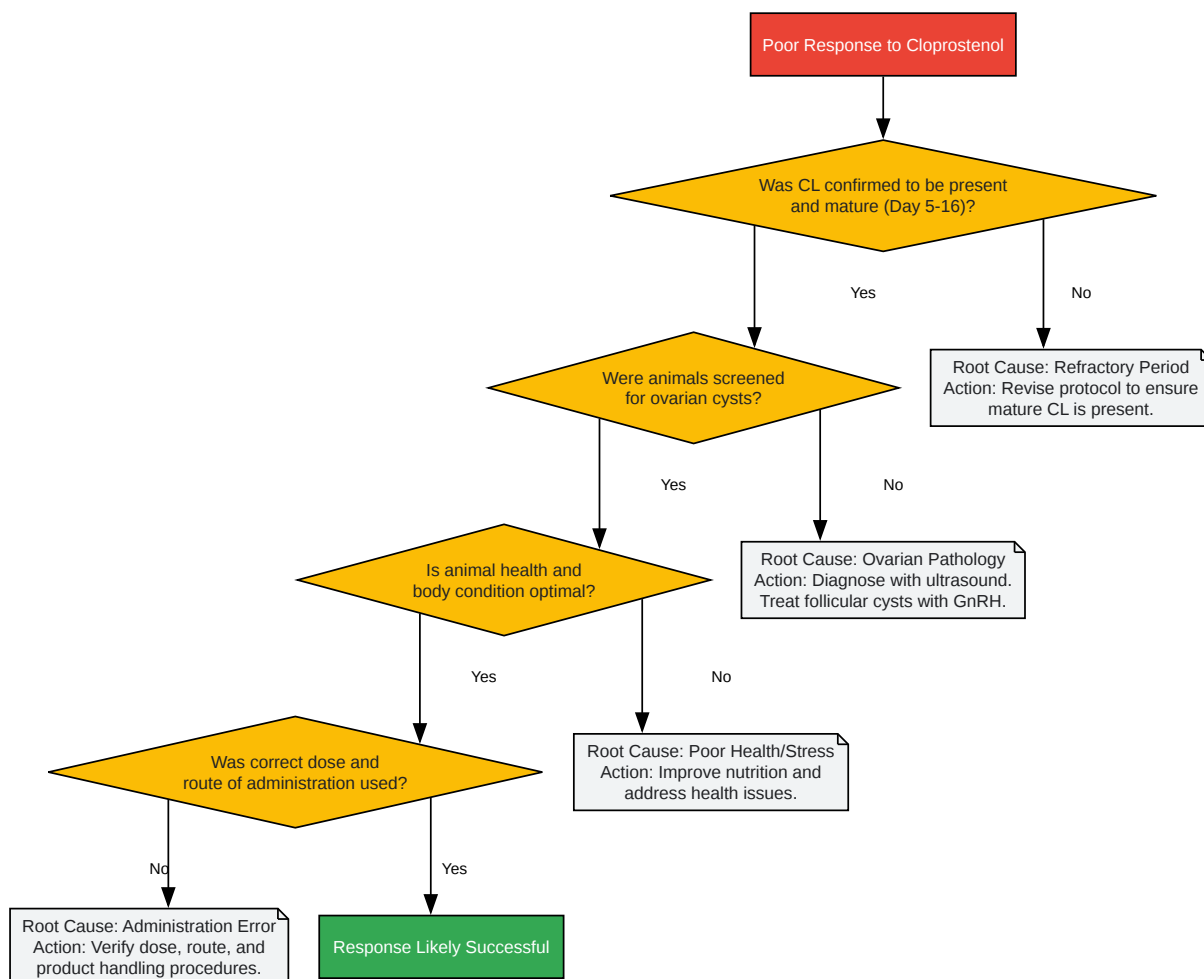 Poor Response to Cloprostenol
Was CL confirmed to be present
and mature (Day 5-16)?
Yes
No
Root Cause: Refractory Period
Action: Revise protocol to ensure
mature CL is present.
Were animals screened
for ovarian cysts?
Yes
No
Root Cause: Ovarian Pathology
Action: Diagnose with ultrasound.
Treat follicular cysts with GnRH.
Is animal health and
body condition optimal?
Yes
No
Root Cause: Poor Health/Stress
Action: Improve nutrition and
address health issues.
Was correct dose and
route of administration used?
No
Yes
Root Cause: Administration Error
Action: Verify dose, route, and
product handling procedures.
Response Likely Successful